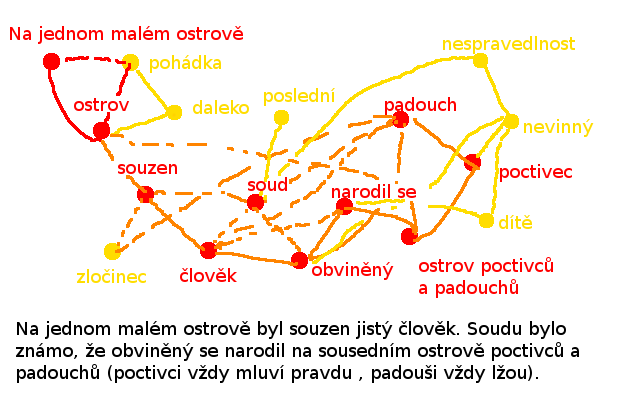 Na jednom malém ostrově
nespravedlnost
pohádka
poslední
ostrov
daleko
padouch
nevinný
souzen
soud
narodil se
poctivec
dítě
zločinec
člověk
obviněný
ostrov poctivců
a padouchů
Na jednom malém ostrově byl souzen jistý člověk. Soudu bylo
známo, že obviněný se narodil na sousedním ostrově poctivců a
padouchů (poctivci vždy mluví pravdu , padouši vždy lžou).